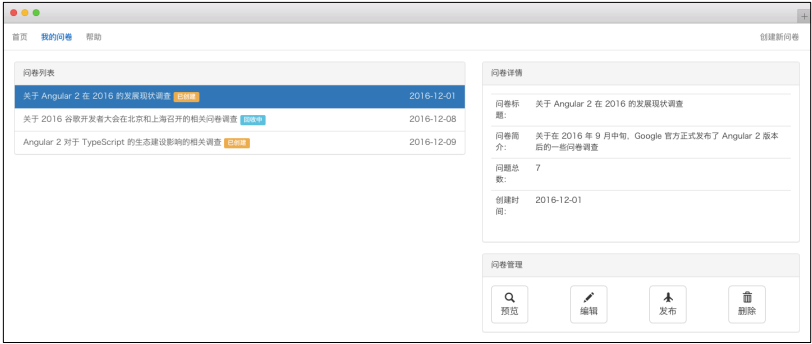 首页 我的问卷 帮助 创建新问卷
问卷列表
关于 Angular 2 在 2016 的发展现状调查 已创建 2016-12-01
关于 2016 谷歌开发者大会在北京和上海召开的相关问卷调查 回收中 2016-12-08
Angular 2 对于 TypeScript 的生态建设影响的相关调查 已创建 2016-12-09
问卷详情
问卷标 关于 Angular 2 在 2016 的发展现状调查
题：
问卷简 关于在 2016 年 9 月中旬，Google 官方正式发布了 Angular 2 版本
介： 后的一些问卷调查
问题总 7
数：
创建时 2016-12-01
间：
问卷管理
预览 编辑 发布 删除